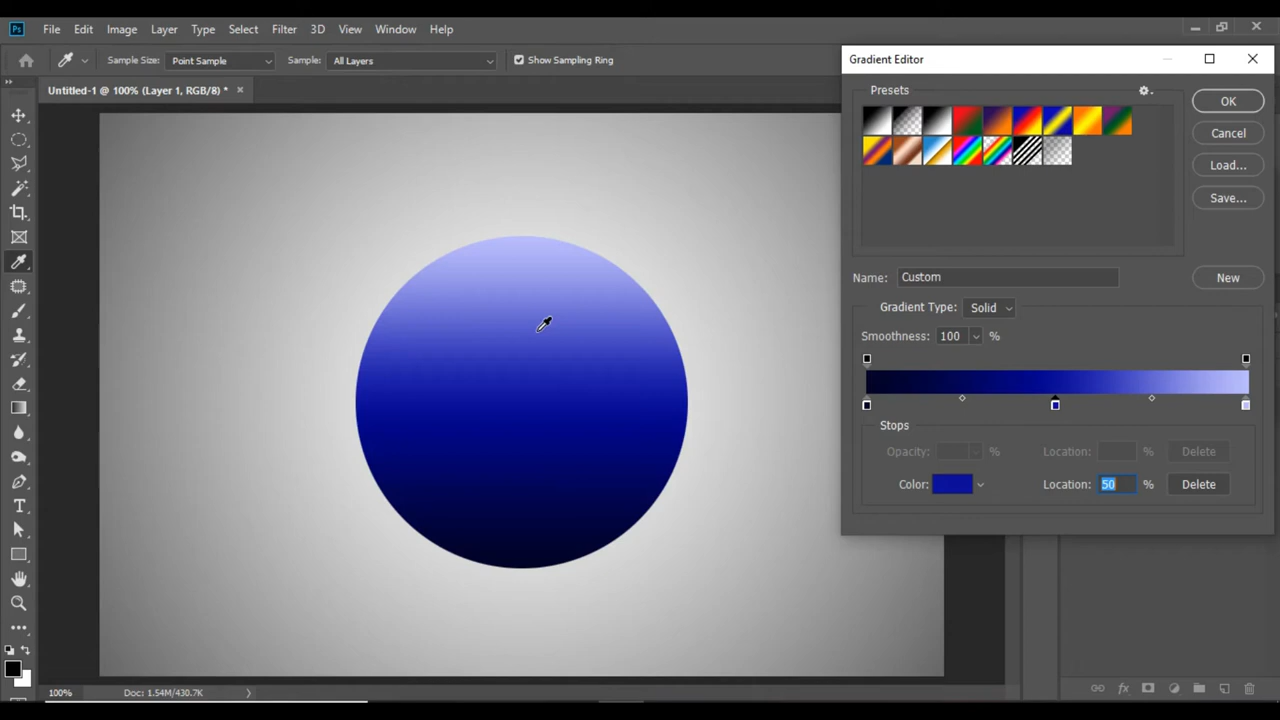 Ps File Edit Image Layer Type Select Filter 3D View Window Help
Sample Size: Point Sample Sample: All Layers Show Sampling Ring
Untitled-1 @ 100% (Layer 1, RGB/8) *
Gradient Editor
Presets
OK
Cancel
Load...
Save...
Name: Custom New
Gradient Type: Solid
Smoothness: 100 %
Stops
Opacity: % Location: % Delete
Color: Location: 50 % Delete
100% Doc: 1.54M/430.7K
fx